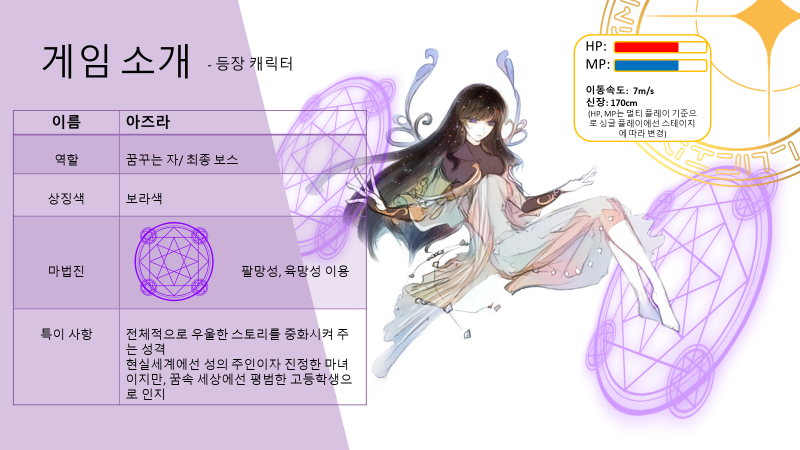 게임 소개 - 등장 캐릭터
HP:
MP:
이동속도: 7m/s
신장: 170cm
(HP, MP는 멀티 플레이 기준으
로 싱글 플레이에선 스테이지
에 따라 변경)
이름 아즈라
역할 꿈꾸는 자/ 최종 보스
상징색 보라색
마법진 팔망성, 육망성 이용
특이 사항 전체적으로 우울한 스토리를 중화시켜 주
는 성격
현실세계에선 성의 주인이자 진정한 마녀
이지만, 꿈속 세상에선 평범한 고등학생으
로 인지